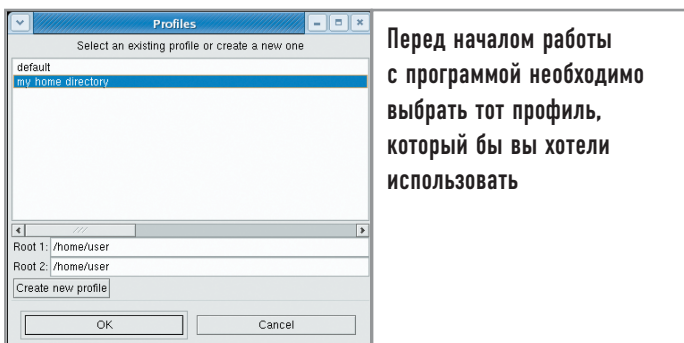 Profiles
Select an existing profile or create a new one
default
my home directory
Root 1: /home/user
Root 2: /home/user
Create new profile
OK Cancel
Перед началом работы
с программой необходимо
выбрать тот профиль,
который бы вы хотели
использовать